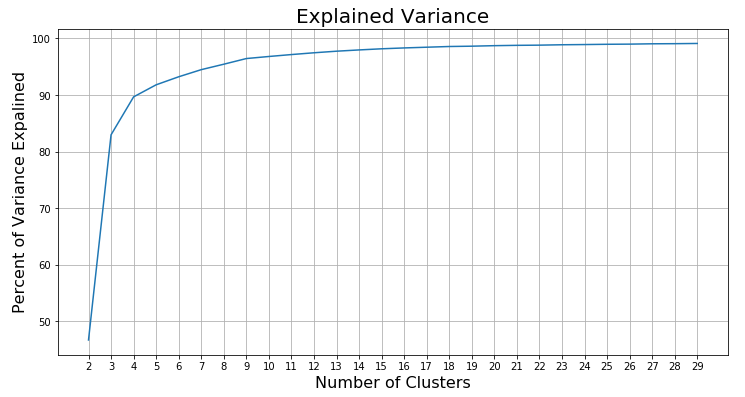 Explained Variance
Percent of Variance Expalined
100
90
80
70
60
50
2 3 4 5 6 7 8 9 10 11 12 13 14 15 16 17 18 19 20 21 22 23 24 25 26 27 28 29
Number of Clusters